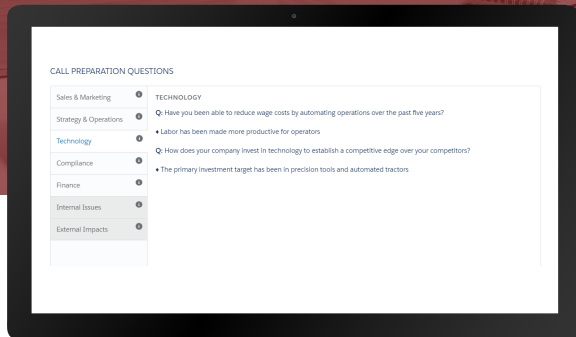 CALL PREPARATION QUESTIONS
Sales & Marketing
Strategy & Operations
Technology
Compliance
Finance
Internal Issues
External Impacts
TECHNOLOGY
Q: Have you been able to reduce wage costs by automating operations over the past five years?
♦ Labor has been made more productive for operators
Q: How does your company invest in technology to establish a competitive edge over your competitors?
♦ The primary investment target has been in precision tools and automated tractors